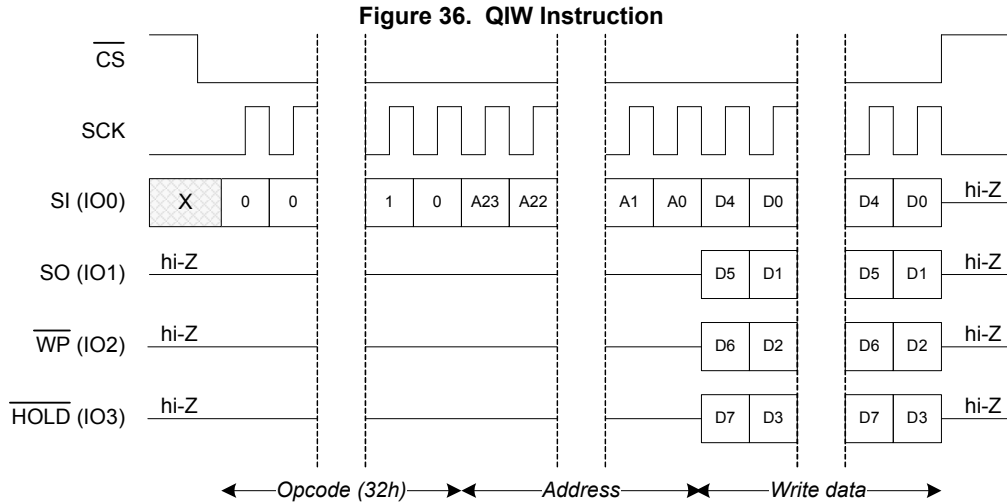 Figure 36. QIW Instruction
CS
SCK
SI (IO0) X 0 0 1 0 A23 A22 A1 A0 D4 D0 D4 D0 hi-Z
SO (IO1) hi-Z D5 D1 D5 D1 hi-Z
WP (IO2) hi-Z D6 D2 D6 D2 hi-Z
HOLD (IO3) hi-Z D7 D3 D7 D3 hi-Z
Opcode (32h) Address Write data